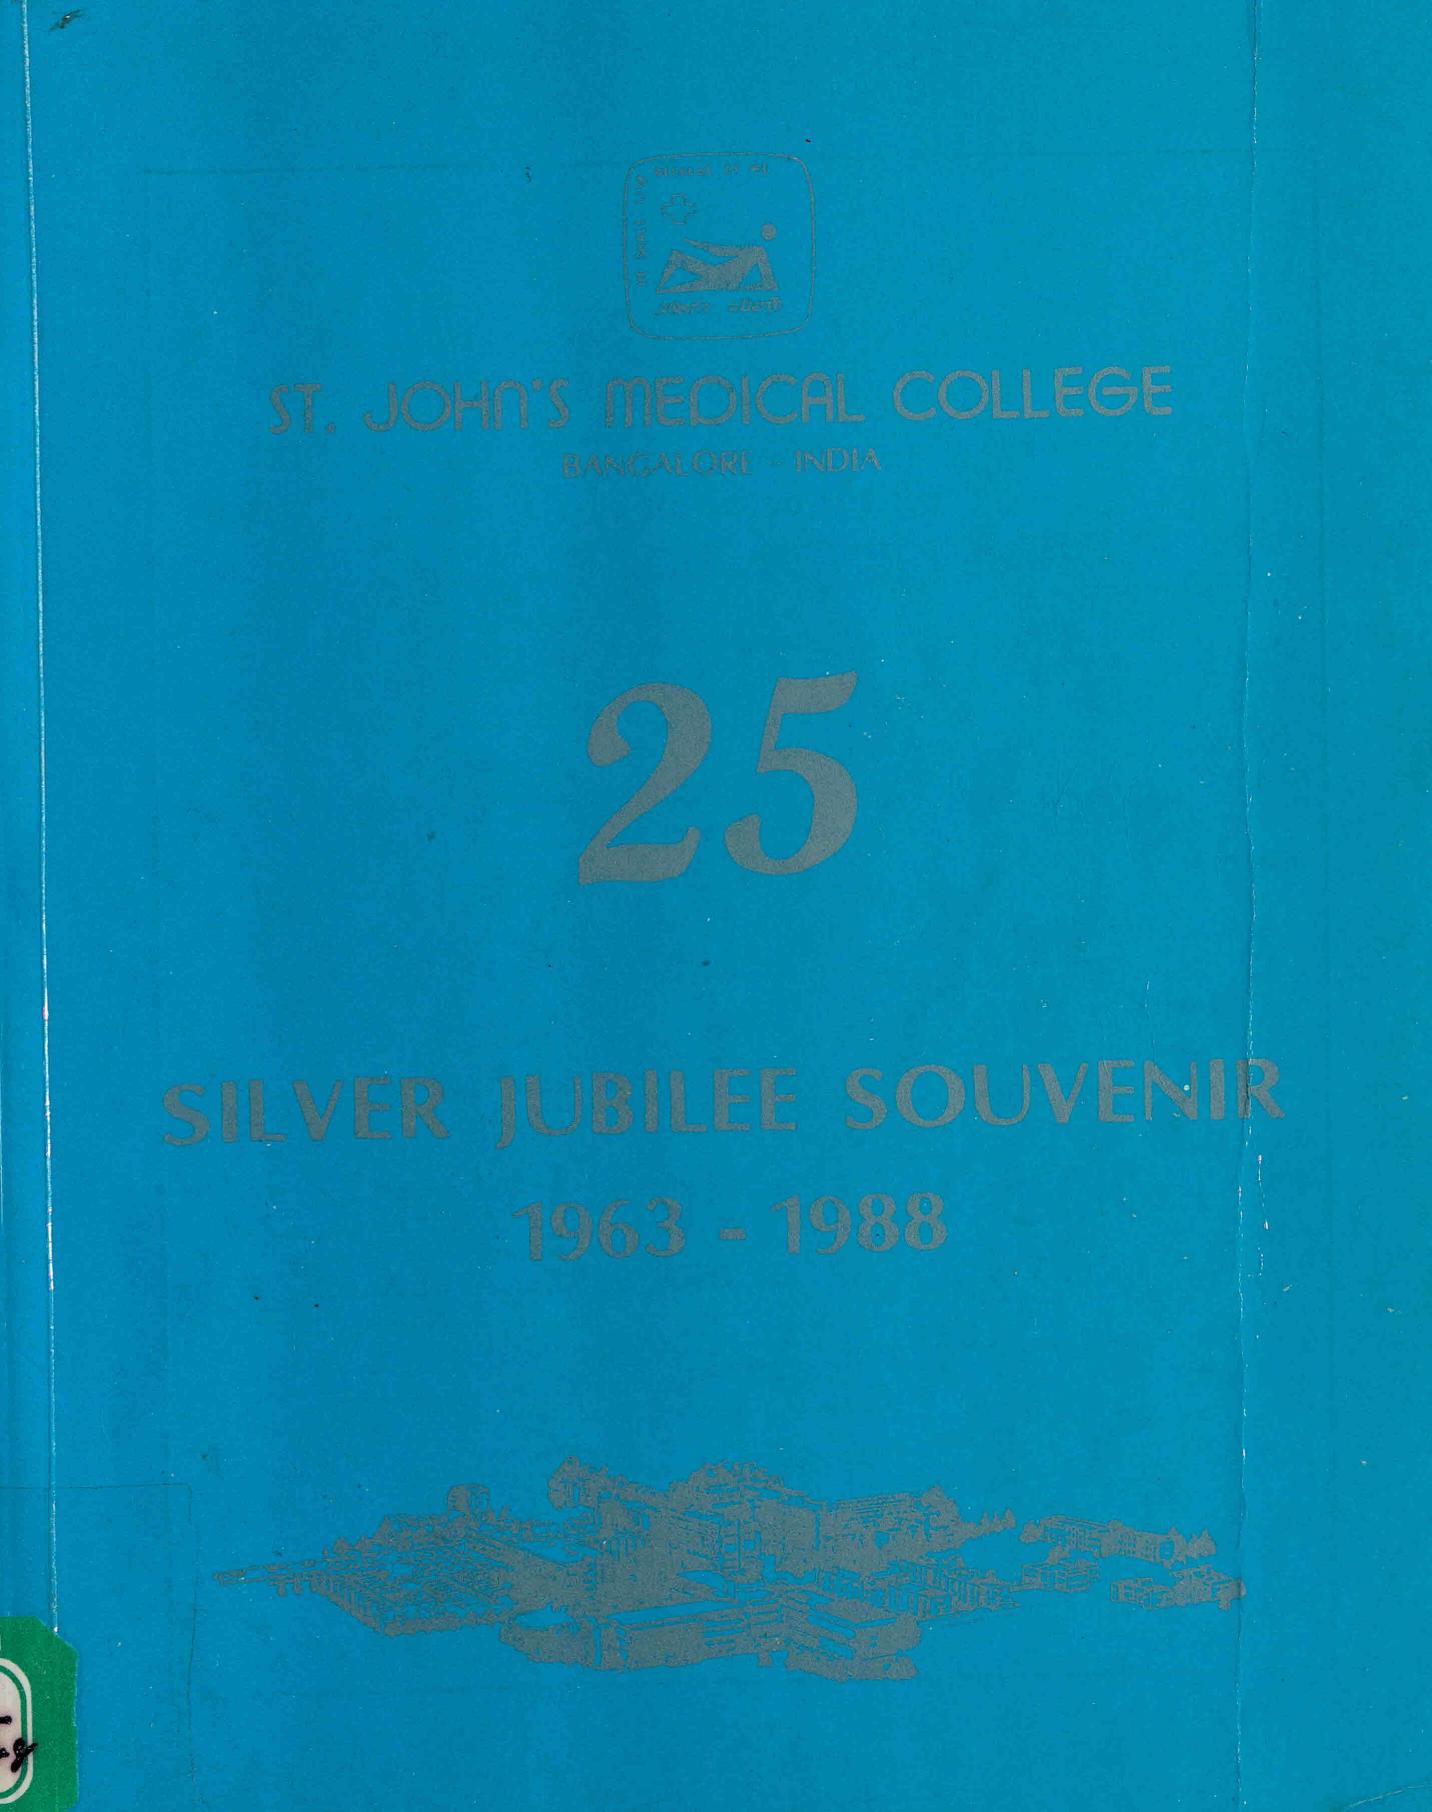 ST. JOHN'S MEDICAL COLLEGE
BANGALORE - INDIA
25
SILVER JUBILEE SOUVENIR
1963 - 1988